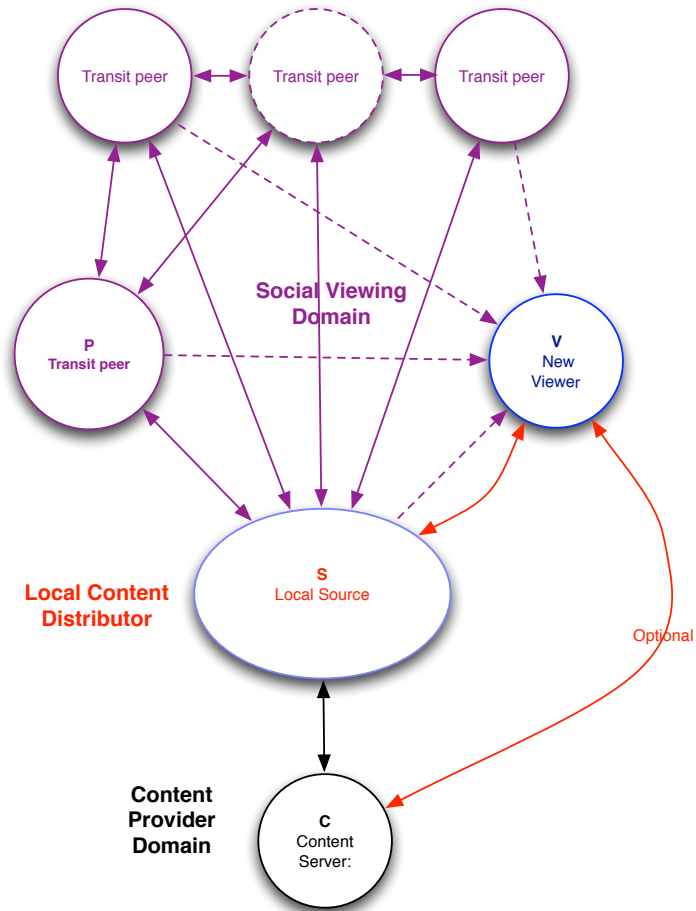 Transit peer
Transit peer
Transit peer
Social Viewing
Domain
P
Transit peer
V
New
Viewer
S
Local Source
Local Content
Distributor
Optional
Content
Provider
Domain
C
Content
Server: